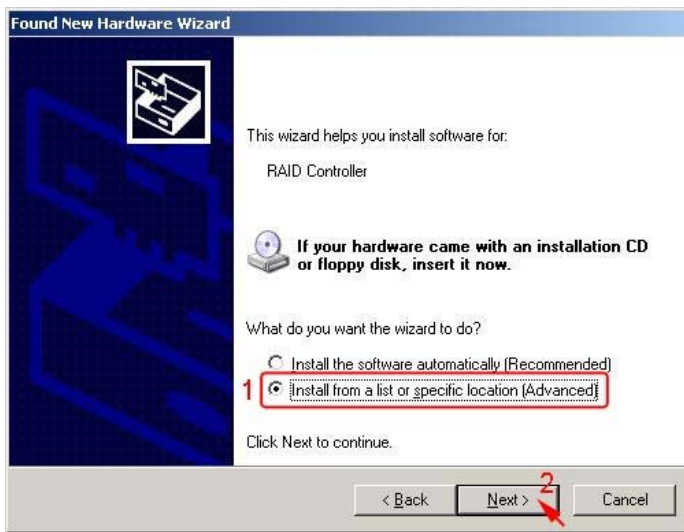 Found New Hardware Wizard
This wizard helps you install software for:
RAID Controller
If your hardware came with an installation CD
or floppy disk, insert it now.
What do you want the wizard to do?
Install the software automatically (Recommended)
1 Install from a list or specific location (Advanced)
Click Next to continue.
2
< Back Next > Cancel